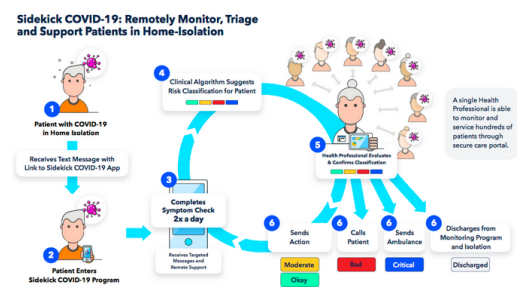 Sidekick COVID-19: Remotely Monitor, Triage
and Support Patients in Home-Isolation
1
Patient with COVID-19
in Home Isolation
Receives Text Message with
Link to Sidekick COVID-19 App
2
Patient Enters
Sidekick COVID-19 Program
3
Completes
Symptom Check
2x a day
Receives Targeted
Messages and
Remote Support
4
Clinical Algorithm Suggests
Risk Classification for Patient
5
Health Professional Evaluates
& Confirms Classification
A single Health
Professional is able
to monitor and
service hundreds of
patients through
secure care portal.
6
Sends
Action
Moderate
Okay
6
Calls
Patient
Bad
6
Sends
Ambulance
Critical
6
Discharges from
Monitoring Program
and Isolation
Discharged